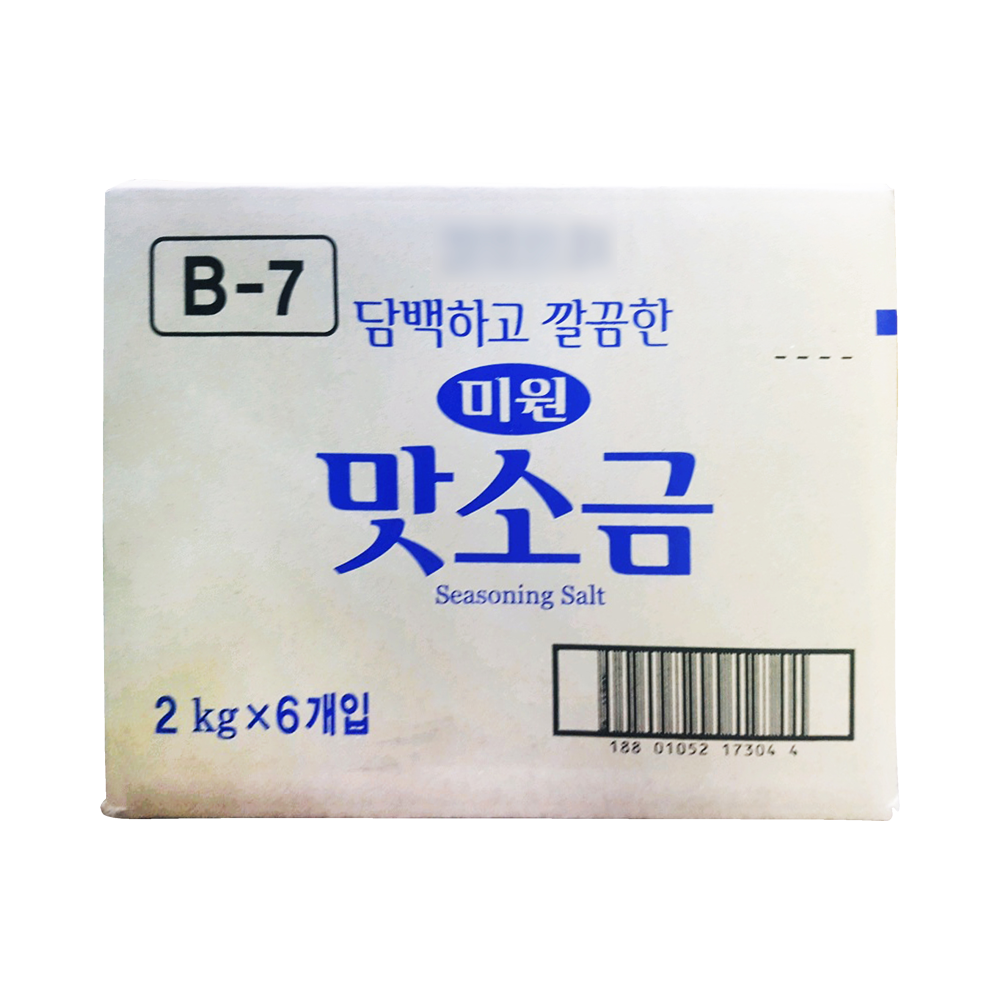 B-7
담백하고 깔끔한
미원
맛소금
Seasoning Salt
2 kg×6개입
188 01052 17304 4